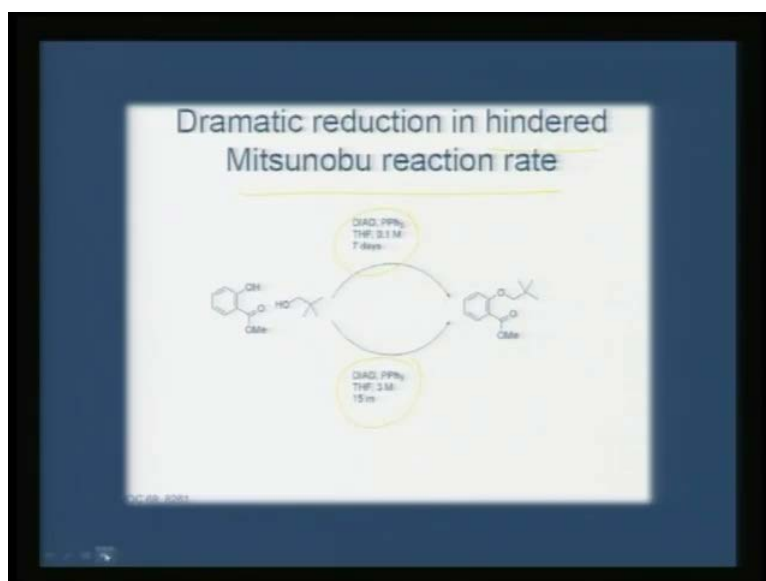 Dramatic reduction in hindered
Mitsunobu reaction rate
DIAD, PPh3
THF, 0.1 M
7 days
OH
O
OMe
HO
O
O
OMe
DIAD, PPh3
THF, 3 M